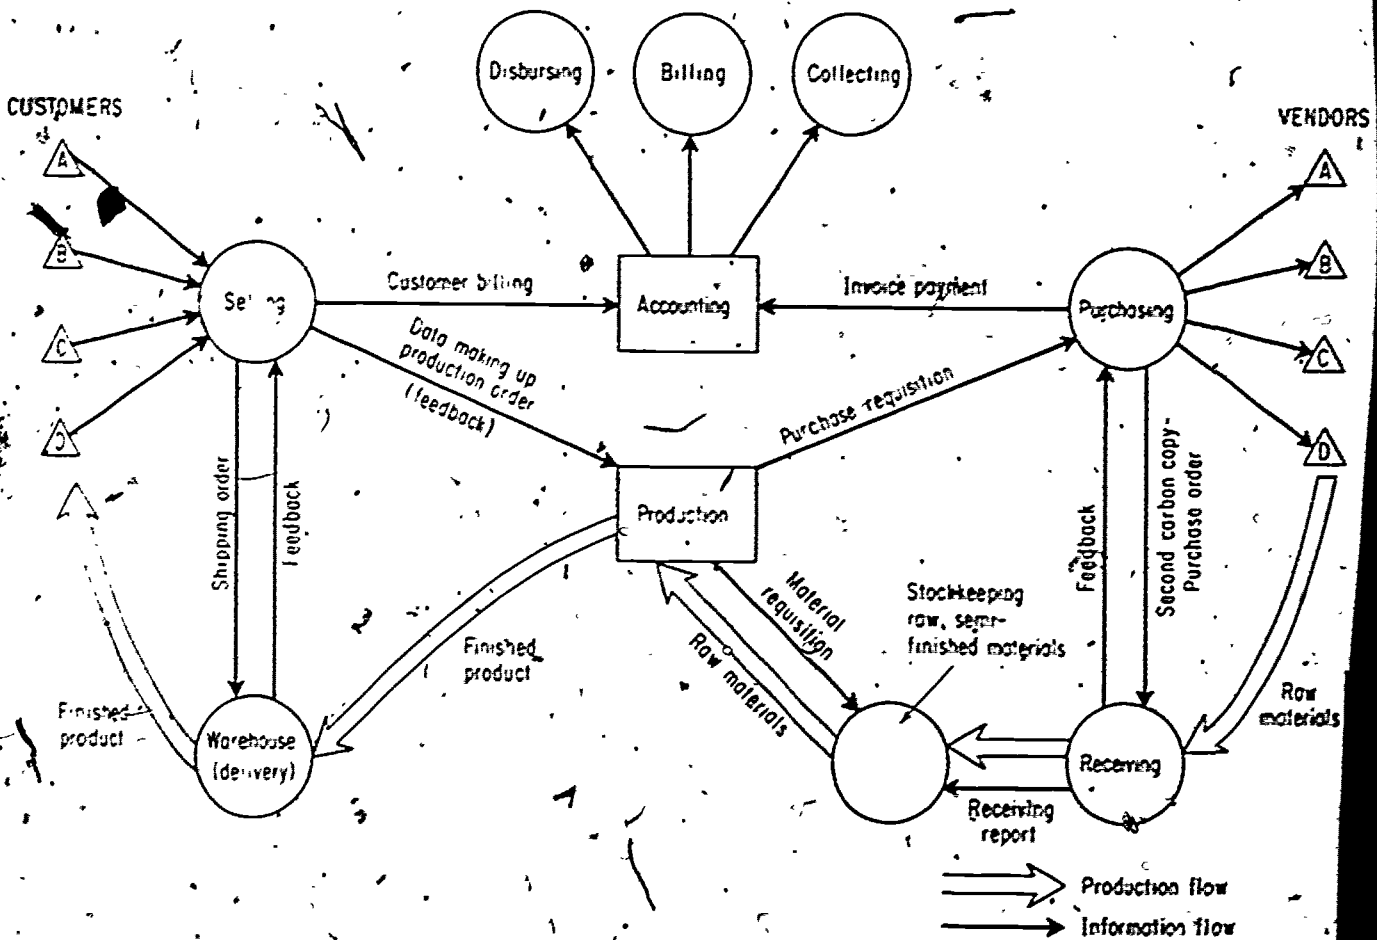 Disbursing
Billing
Collecting
CUSTOMERS
VENDORS
A
B
C
A
B
C
D
Customer billing
Accounting
Invoice payment
Purchasing
Data making up
production order
(feedback)
Purchase requisition
Production
Shipping order
Feedback
Feedback
Second carbon copy-
Purchase order
Material
requisition
Stockkeeping
raw, semi-
finished materials
Raw materials
Finished
product
Finished
product
Warehouse
(delivery)
Receiving
Raw
materials
Receiving
report
Production flow
Information flow